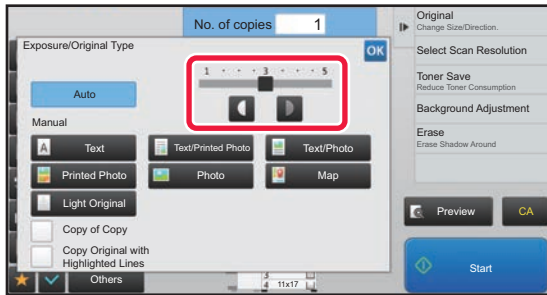 No. of copies 1
Exposure/Original Type
OK
1 3 5
Auto
Manual
A Text
Text/Printed Photo
Text/Photo
Printed Photo
Photo
Map
Light Original
Copy of Copy
Copy Original with
Highlighted Lines
Others
3
4 11x17
Original
Change Size/Direction.
Select Scan Resolution
Toner Save
Reduce Toner Consumption
Background Adjustment
Erase
Erase Shadow Around
Preview
CA
Start